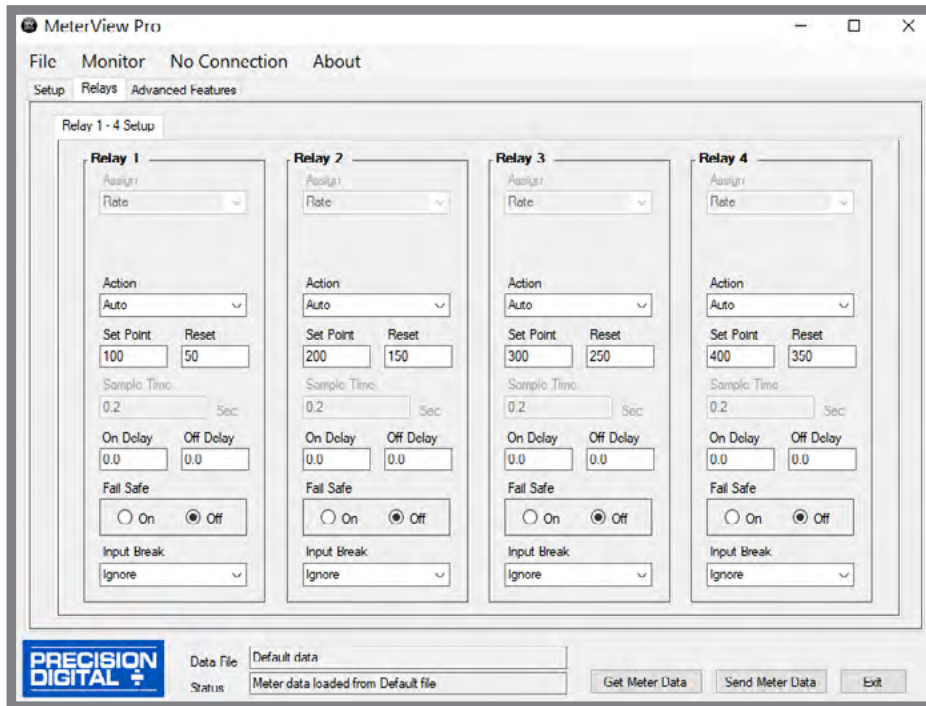 MeterView Pro
File Monitor No Connection About
Setup Relays Advanced Features
Relay 1 - 4 Setup
Relay 1
Assign
Rate
Action
Auto
Set Point Reset
100 50
Sample Time
0.2 Sec
On Delay Off Delay
0.0 0.0
Fail Safe
On Off
Input Break
Ignore
Relay 2
Assign
Rate
Action
Auto
Set Point Reset
200 150
Sample Time
0.2 Sec
On Delay Off Delay
0.0 0.0
Fail Safe
On Off
Input Break
Ignore
Relay 3
Assign
Rate
Action
Auto
Set Point Reset
300 250
Sample Time
0.2 Sec
On Delay Off Delay
0.0 0.0
Fail Safe
On Off
Input Break
Ignore
Relay 4
Assign
Rate
Action
Auto
Set Point Reset
400 350
Sample Time
0.2 Sec
On Delay Off Delay
0.0 0.0
Fail Safe
On Off
Input Break
Ignore
PRECISION
DIGITAL
Data File Default data
Status Meter data loaded from Default file
Get Meter Data Send Meter Data Exit